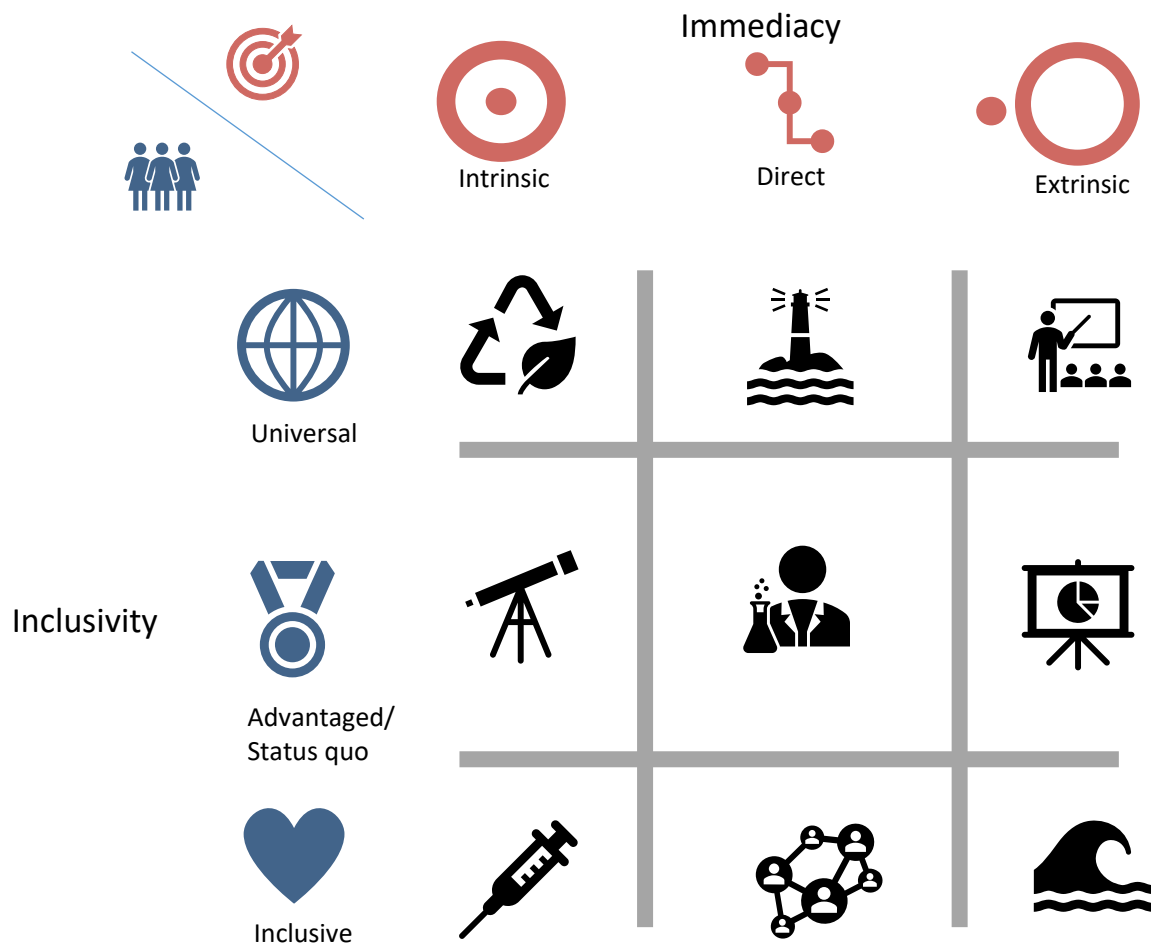 Immediacy
Intrinsic
Direct
Extrinsic
Universal
Inclusivity
Advantaged/
Status quo
Inclusive